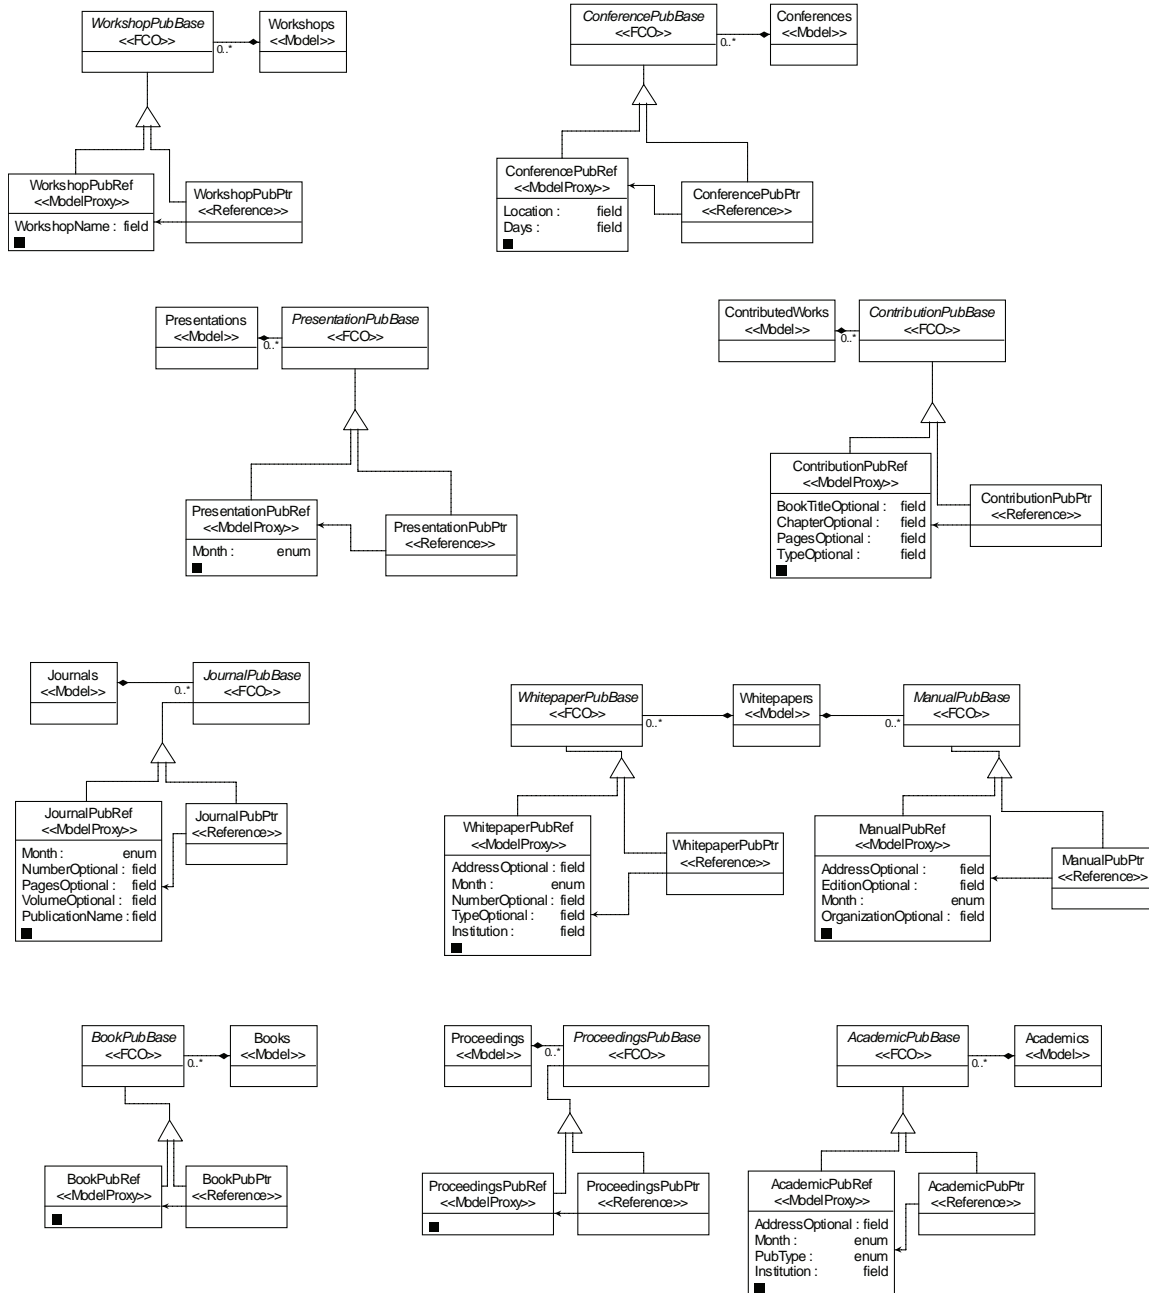 WorkshopPubBase
<<FCO>>
0..*
Workshops
<<Model>>
WorkshopPubRef
<<ModelProxy>>
WorkshopName : field
WorkshopPubPtr
<<Reference>>
ConferencePubBase
<<FCO>>
0..*
Conferences
<<Model>>
ConferencePubRef
<<ModelProxy>>
Location : field
Days : field
ConferencePubPtr
<<Reference>>
Presentations
<<Model>>
0..*
PresentationPubBase
<<FCO>>
PresentationPubRef
<<ModelProxy>>
Month : enum
PresentationPubPtr
<<Reference>>
ContributedWorks
<<Model>>
0..*
ContributionPubBase
<<FCO>>
ContributionPubRef
<<ModelProxy>>
BookTitleOptional : field
ChapterOptional : field
PagesOptional : field
TypeOptional : field
ContributionPubPtr
<<Reference>>
Journals
<<Model>>
0..*
JournalPubBase
<<FCO>>
JournalPubRef
<<ModelProxy>>
Month : enum
NumberOptional : field
PagesOptional : field
VolumeOptional : field
PublicationName : field
JournalPubPtr
<<Reference>>
WhitepaperPubBase
<<FCO>>
0..*
Whitepapers
<<Model>>
0..*
ManualPubBase
<<FCO>>
WhitepaperPubRef
<<ModelProxy>>
AddressOptional : field
Month : enum
NumberOptional : field
TypeOptional : field
Institution : field
WhitepaperPubPtr
<<Reference>>
ManualPubRef
<<ModelProxy>>
AddressOptional : field
EditionOptional : field
Month : enum
OrganizationOptional : field
ManualPubPtr
<<Reference>>
BookPubBase
<<FCO>>
0..*
Books
<<Model>>
BookPubRef
<<ModelProxy>>
BookPubPtr
<<Reference>>
Proceedings
<<Model>>
0..*
ProceedingsPubBase
<<FCO>>
ProceedingsPubRef
<<ModelProxy>>
ProceedingsPubPtr
<<Reference>>
AcademicPubBase
<<FCO>>
0..*
Academics
<<Model>>
AcademicPubRef
<<ModelProxy>>
AddressOptional : field
Month : enum
PubType : enum
Institution : field
AcademicPubPtr
<<Reference>>